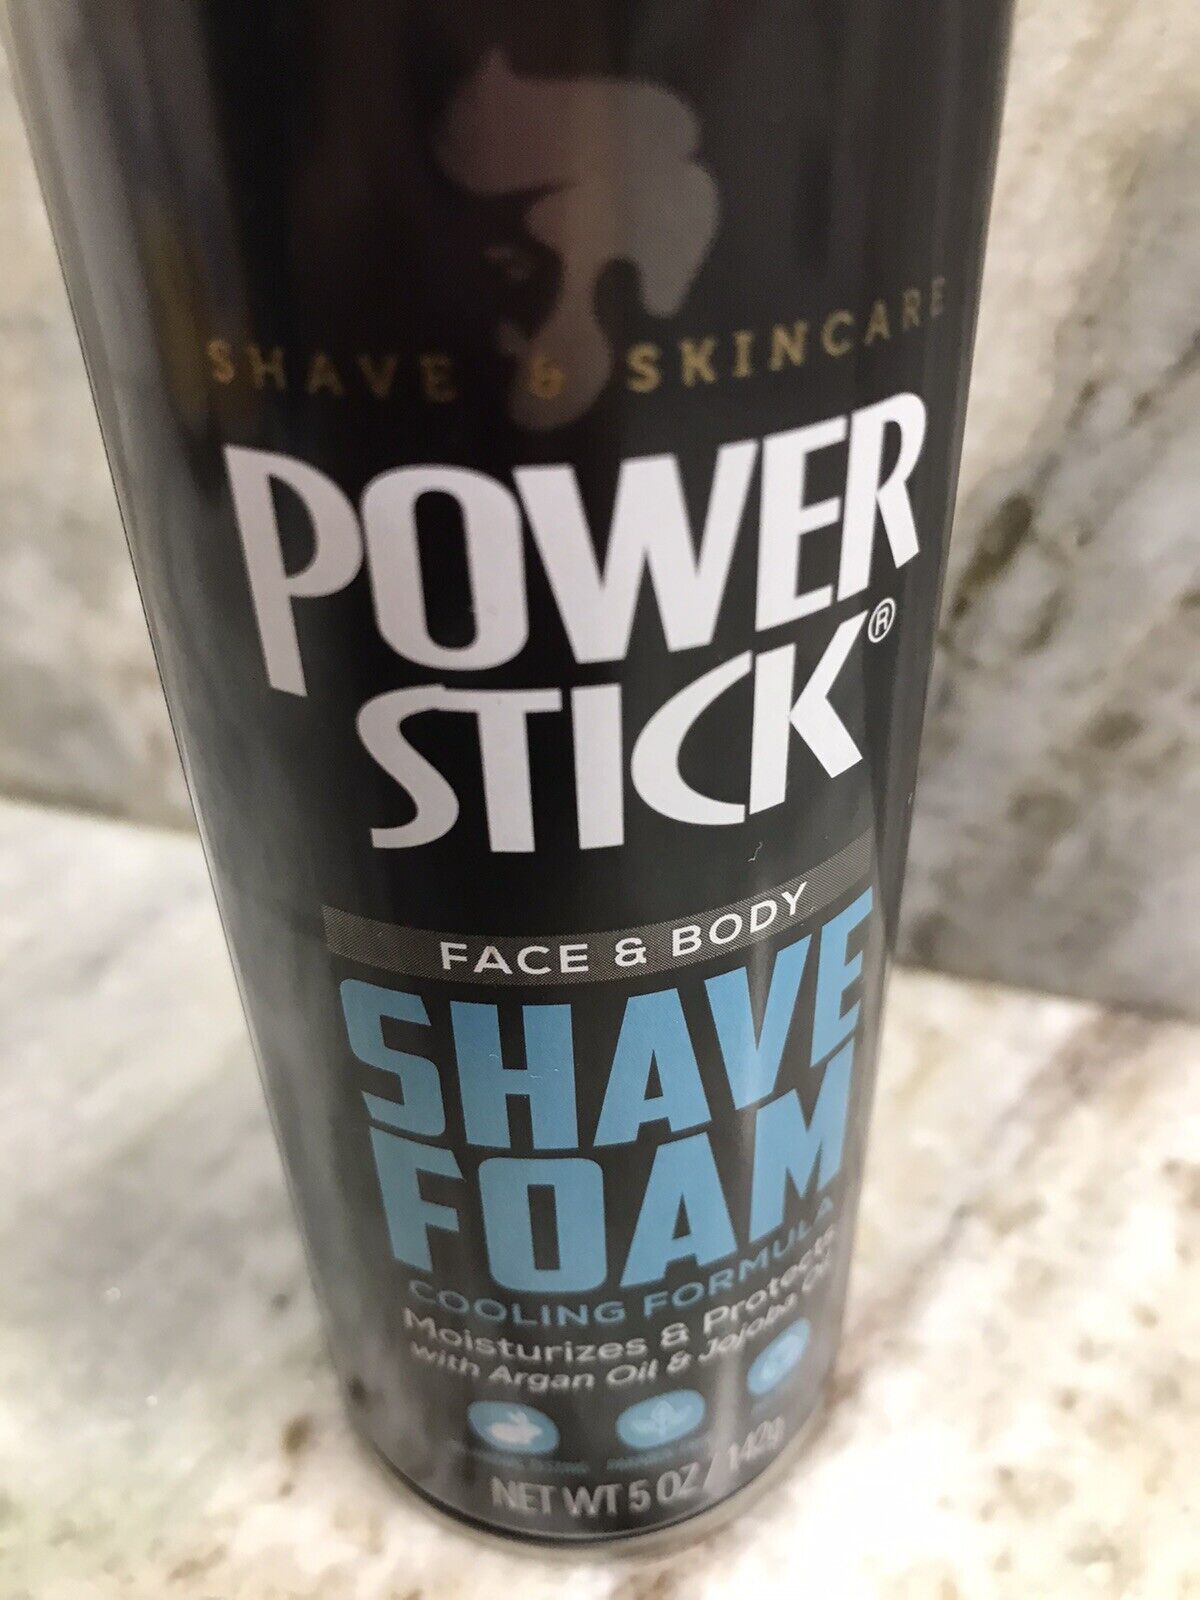 SHAVE & SKINCARE
POWER
STICK®
FACE & BODY
SHAVE
FOAM
COOLING FORMULA
Moisturizes & Protects
with Argan Oil & Jojoba Oil
NET WT 5 OZ / 142g